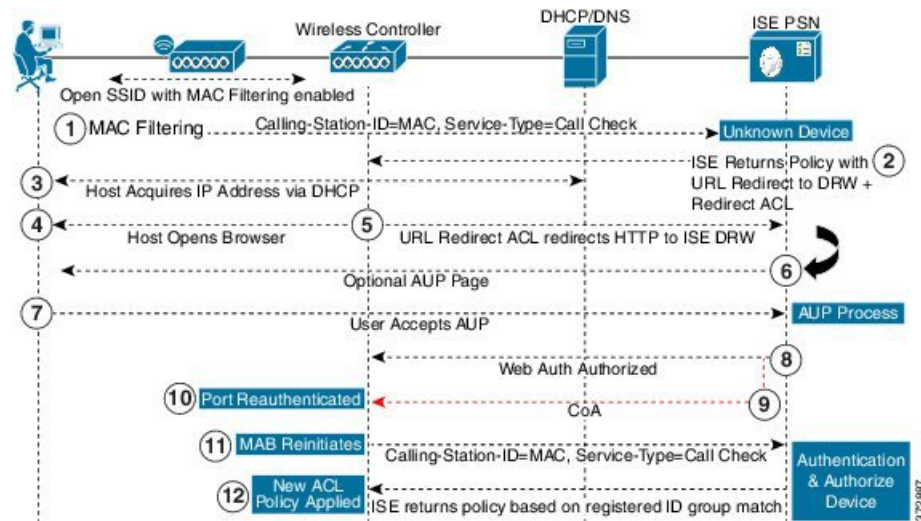 DHCP/DNS
ISE PSN
Wireless Controller
Open SSID with MAC Filtering enabled
1 MAC Filtering
Calling-Station-ID=MAC, Service-Type=Call Check
Unknown Device
2
ISE Returns Policy with
URL Redirect to DRW +
Redirect ACL
3
Host Acquires IP Address via DHCP
4
Host Opens Browser
5
URL Redirect ACL redirects HTTP to ISE DRW
6
Optional AUP Page
7
User Accepts AUP
AUP Process
8
Web Auth Authorized
9
CoA
10 Port Reauthenticated
11 MAB Reinitiates
Calling-Station-ID=MAC, Service-Type=Call Check
Authentication
& Authorize
Device
12 New ACL
Policy Applied
ISE returns policy based on registered ID group match